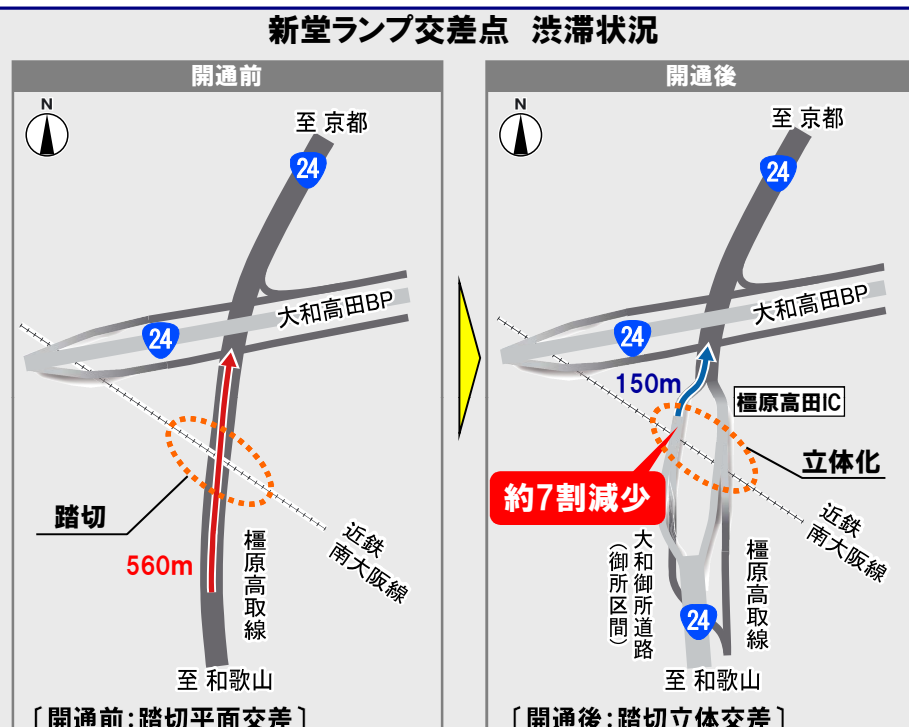 新堂ランプ交差点 渋滞状況
開通前
N
至 京都
24
大和高田BP
24
踏切
560m
橿原高取線
近鉄
南大阪線
至 和歌山
〔開通前:踏切平面交差〕
開通後
N
至 京都
24
大和高田BP
24
150m
橿原高田IC
立体化
約7割減少
近鉄
南大阪線
大和御所道路
(御所区間)
橿原高取線
24
至 和歌山
〔開通後:踏切立体交差〕